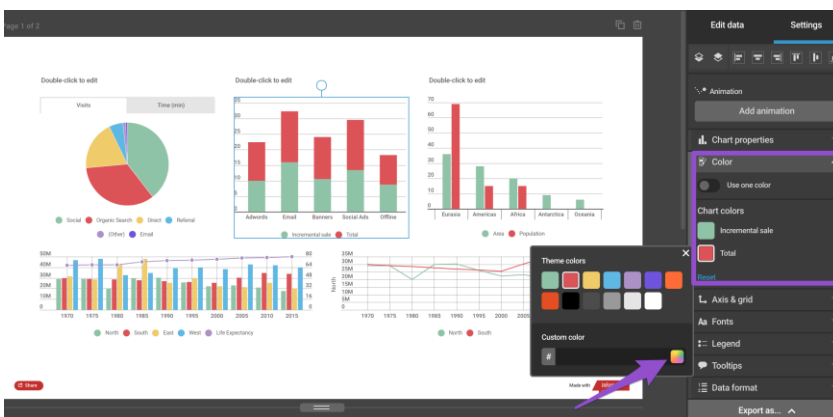 Page 1 of 2
Edit data Settings
Double-click to edit
Visits Time (min)
Social Organic Search Direct Referral
(Other) Email
Double-click to edit
35
30
25
20
15
10
5
0
Adwords Email Banners Social Ads Offline
Incremental sale Total
Double-click to edit
70
60
50
40
30
20
10
0
Eurasia Americas Africa Antarctica Oceania
Area Population
50M 80
40M 64
30M 48
20M 32
10M 16
0 0
1970 1975 1980 1985 1990 1995 2000 2005 2010 2015
North South East West Life Expectancy
North
35M
30M
25M
20M
15M
10M
5M
0
1970 1975 1980 1985 1990 1995 2000 2005
North South
Share
Made with
Theme colors
Custom color
#
Animation
Add animation
Chart properties
Color
Use one color
Chart colors
Incremental sale
Total
Reset
Axis & grid
Aa Fonts
Legend
Tooltips
Data format
Export as...